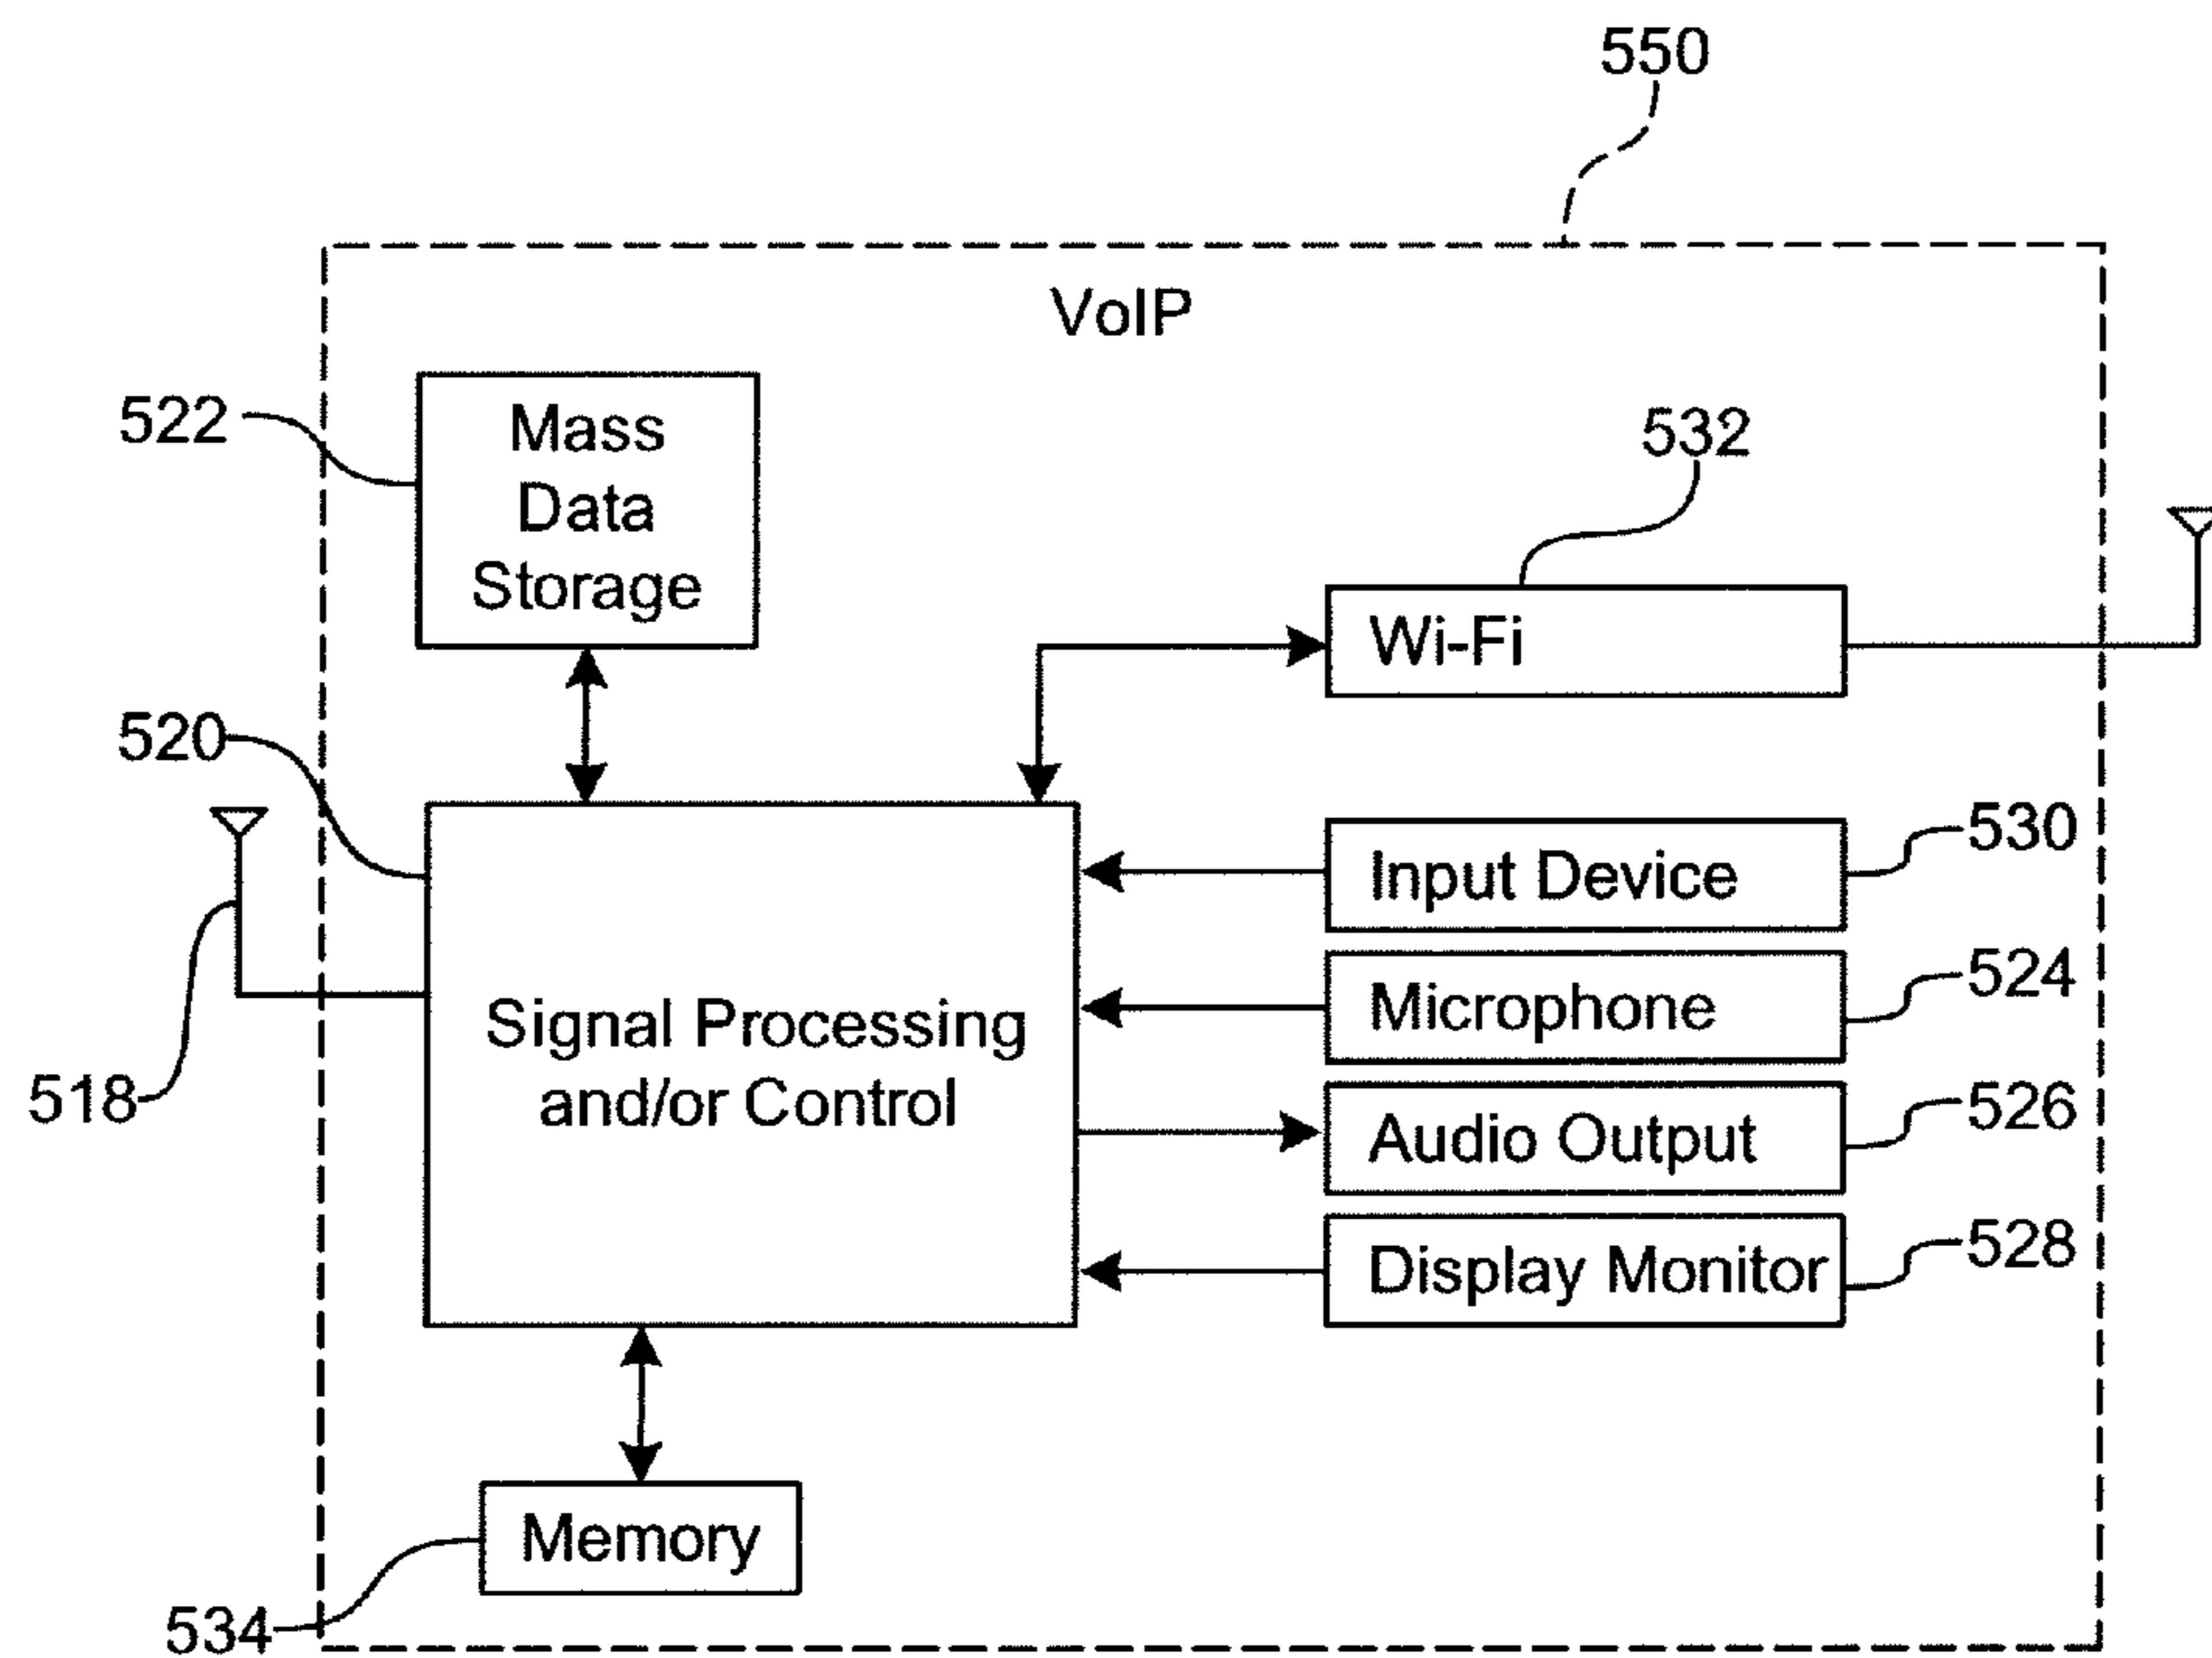 550
VoIP
522
Mass
Data
Storage
532
Wi-Fi
520
530
Input Device
524
Microphone
Signal Processing
and/or Control
518
526
Audio Output
528
Display Monitor
Memory
534